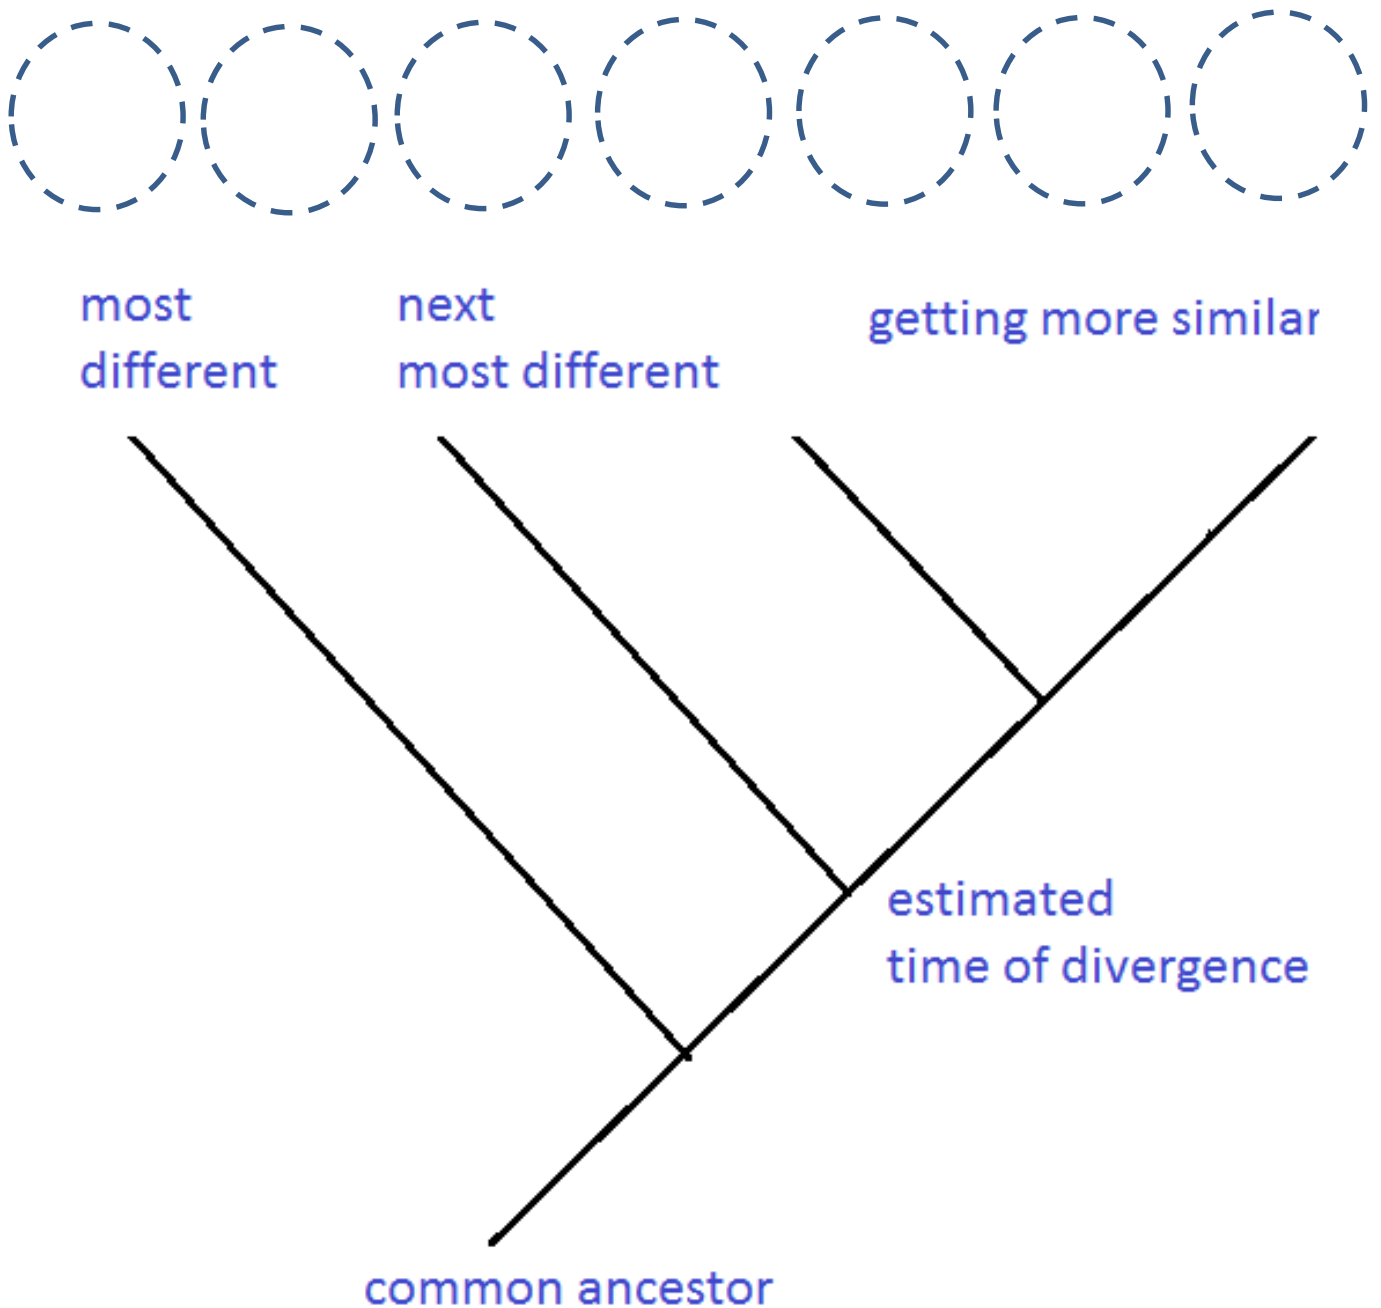 most
different
next
most different
getting more similar
estimated
time of divergence
common ancestor